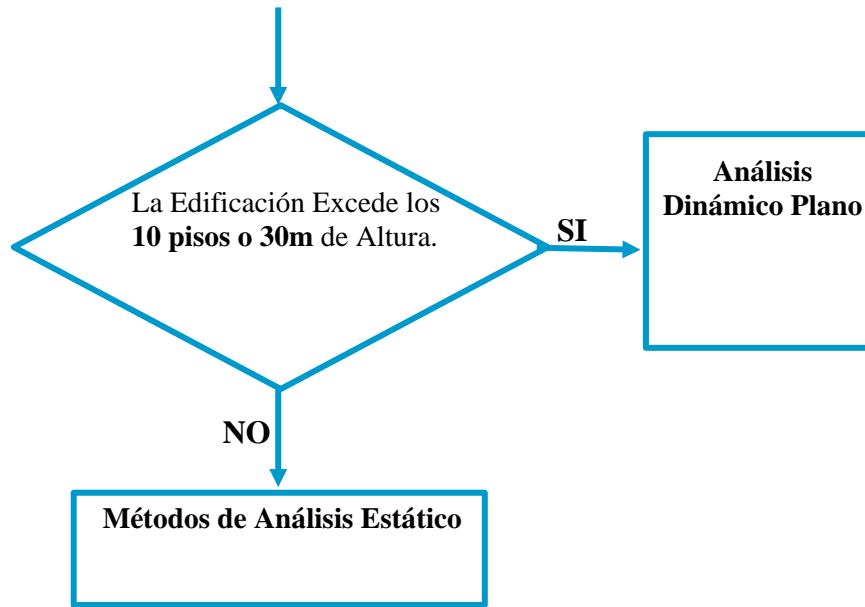 La Edificación Excede los
10 pisos o 30m de Altura.
SI
Análisis
Dinámico Plano
NO
Métodos de Análisis Estático